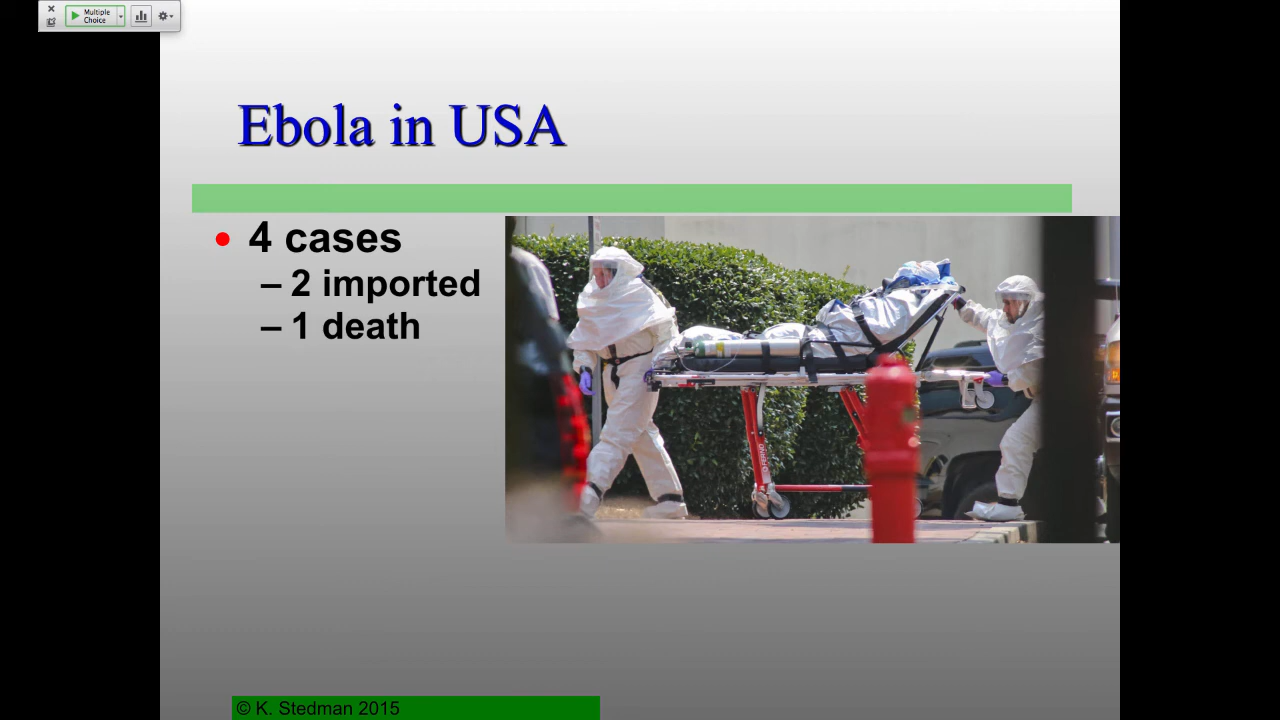 Multiple
Choice
Ebola in USA
4 cases
– 2 imported
– 1 death
© K. Stedman 2015